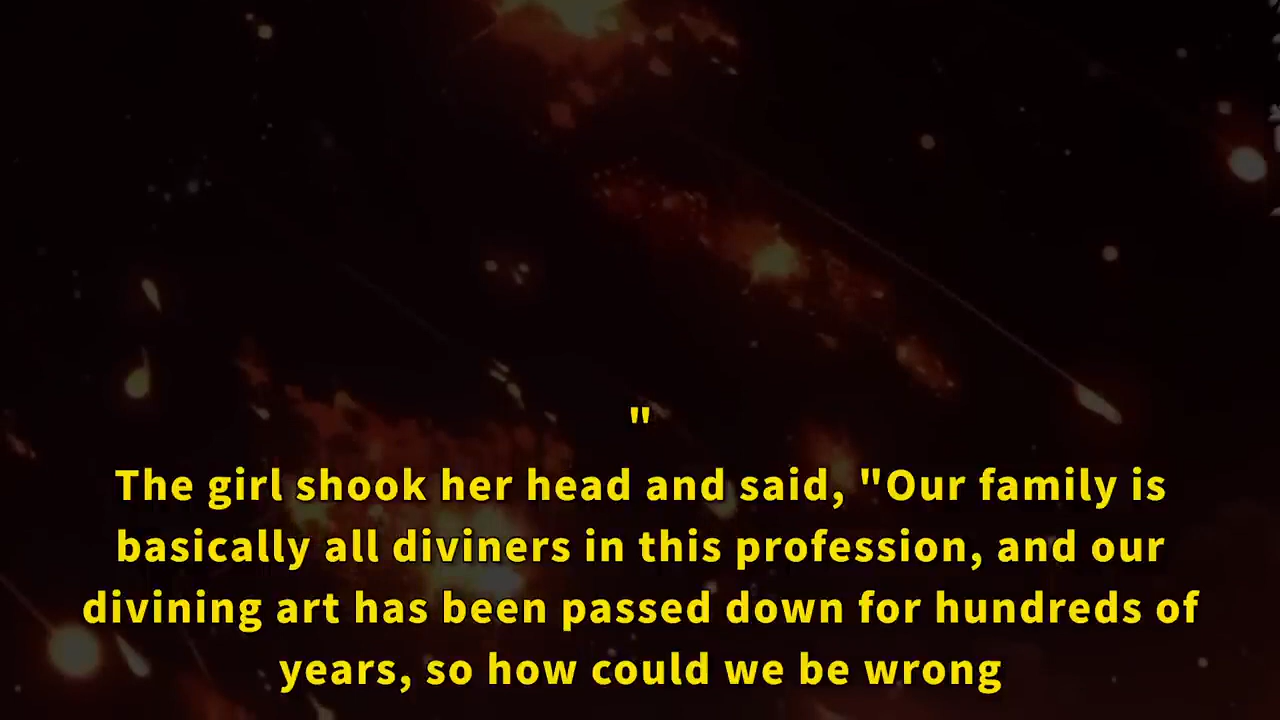 "
The girl shook her head and said, "Our family is
basically all diviners in this profession, and our
divining art has been passed down for hundreds of
years, so how could we be wrong